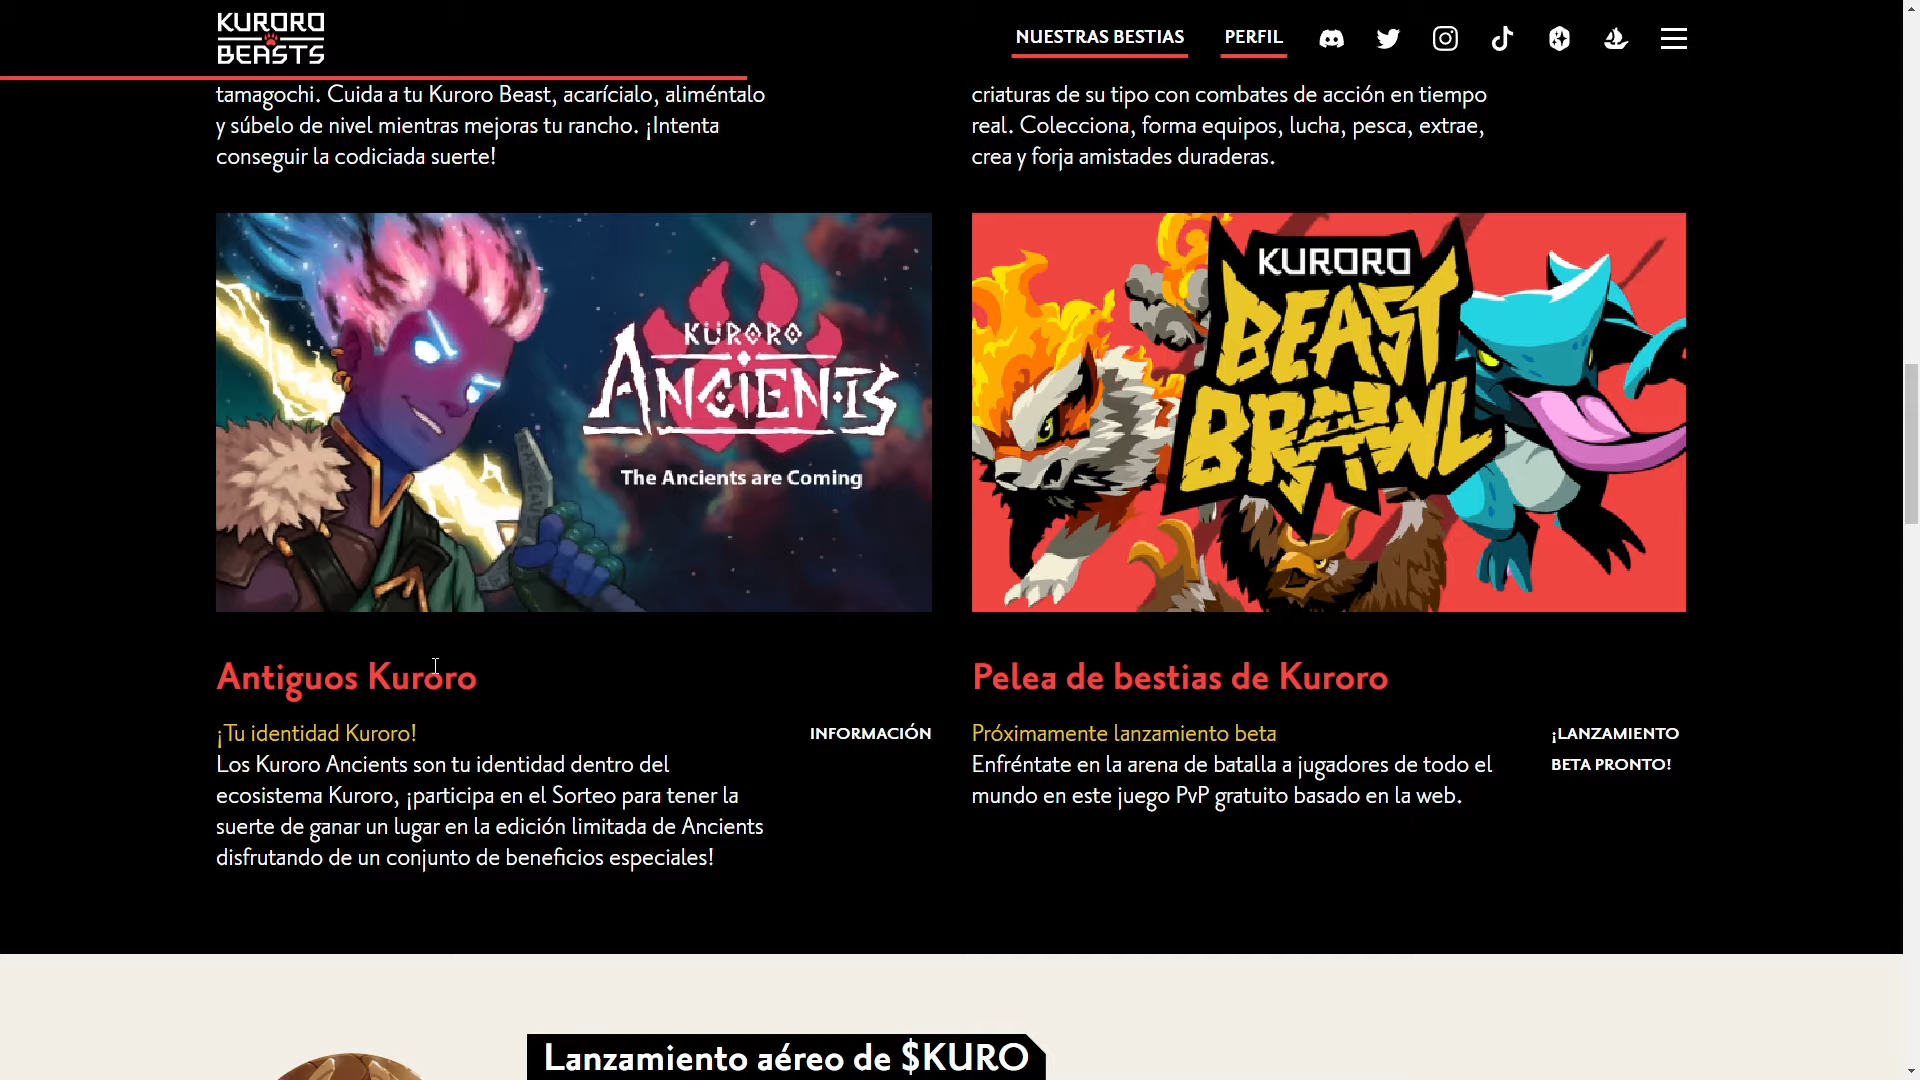 KURORO
BEASTS
NUESTRAS BESTIAS
PERFIL
tamagochi. Cuida a tu Kuroro Beast, acarícialo, aliméntalo
y súbelo de nivel mientras mejoras tu rancho. ¡Intenta
conseguir la codiciada suerte!
criaturas de su tipo con combates de acción en tiempo
real. Colecciona, forma equipos, lucha, pesca, extrae,
crea y forja amistades duraderas.
KURORO
ANCIENTS
The Ancients are Coming
KURORO
BEAST
BRAWL
Antiguos Kuroro
¡Tu identidad Kuroro!
Los Kuroro Ancients son tu identidad dentro del
ecosistema Kuroro, ¡participa en el Sorteo para tener la
suerte de ganar un lugar en la edición limitada de Ancients
disfrutando de un conjunto de beneficios especiales!
INFORMACIÓN
Pelea de bestias de Kuroro
Próximamente lanzamiento beta
Enfréntate en la arena de batalla a jugadores de todo el
mundo en este juego PvP gratuito basado en la web.
¡LANZAMIENTO
BETA PRONTO!
Lanzamiento aéreo de $KURO